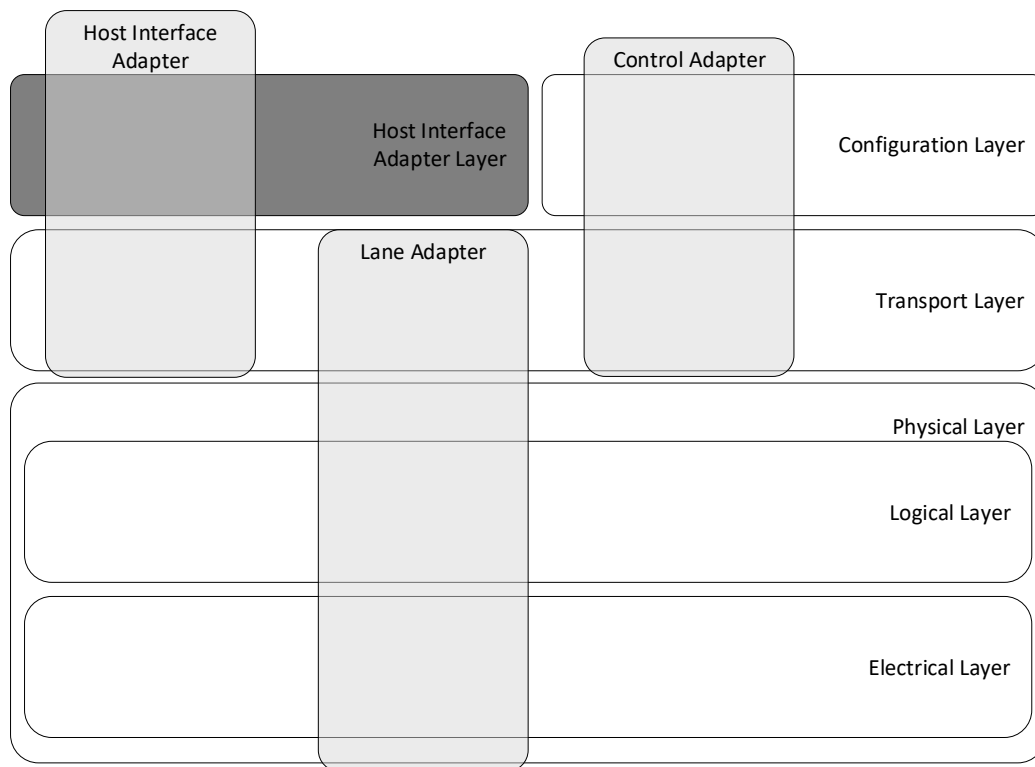 Host Interface
Adapter
Control Adapter
Host Interface
Adapter Layer
Configuration Layer
Lane Adapter
Transport Layer
Physical Layer
Logical Layer
Electrical Layer